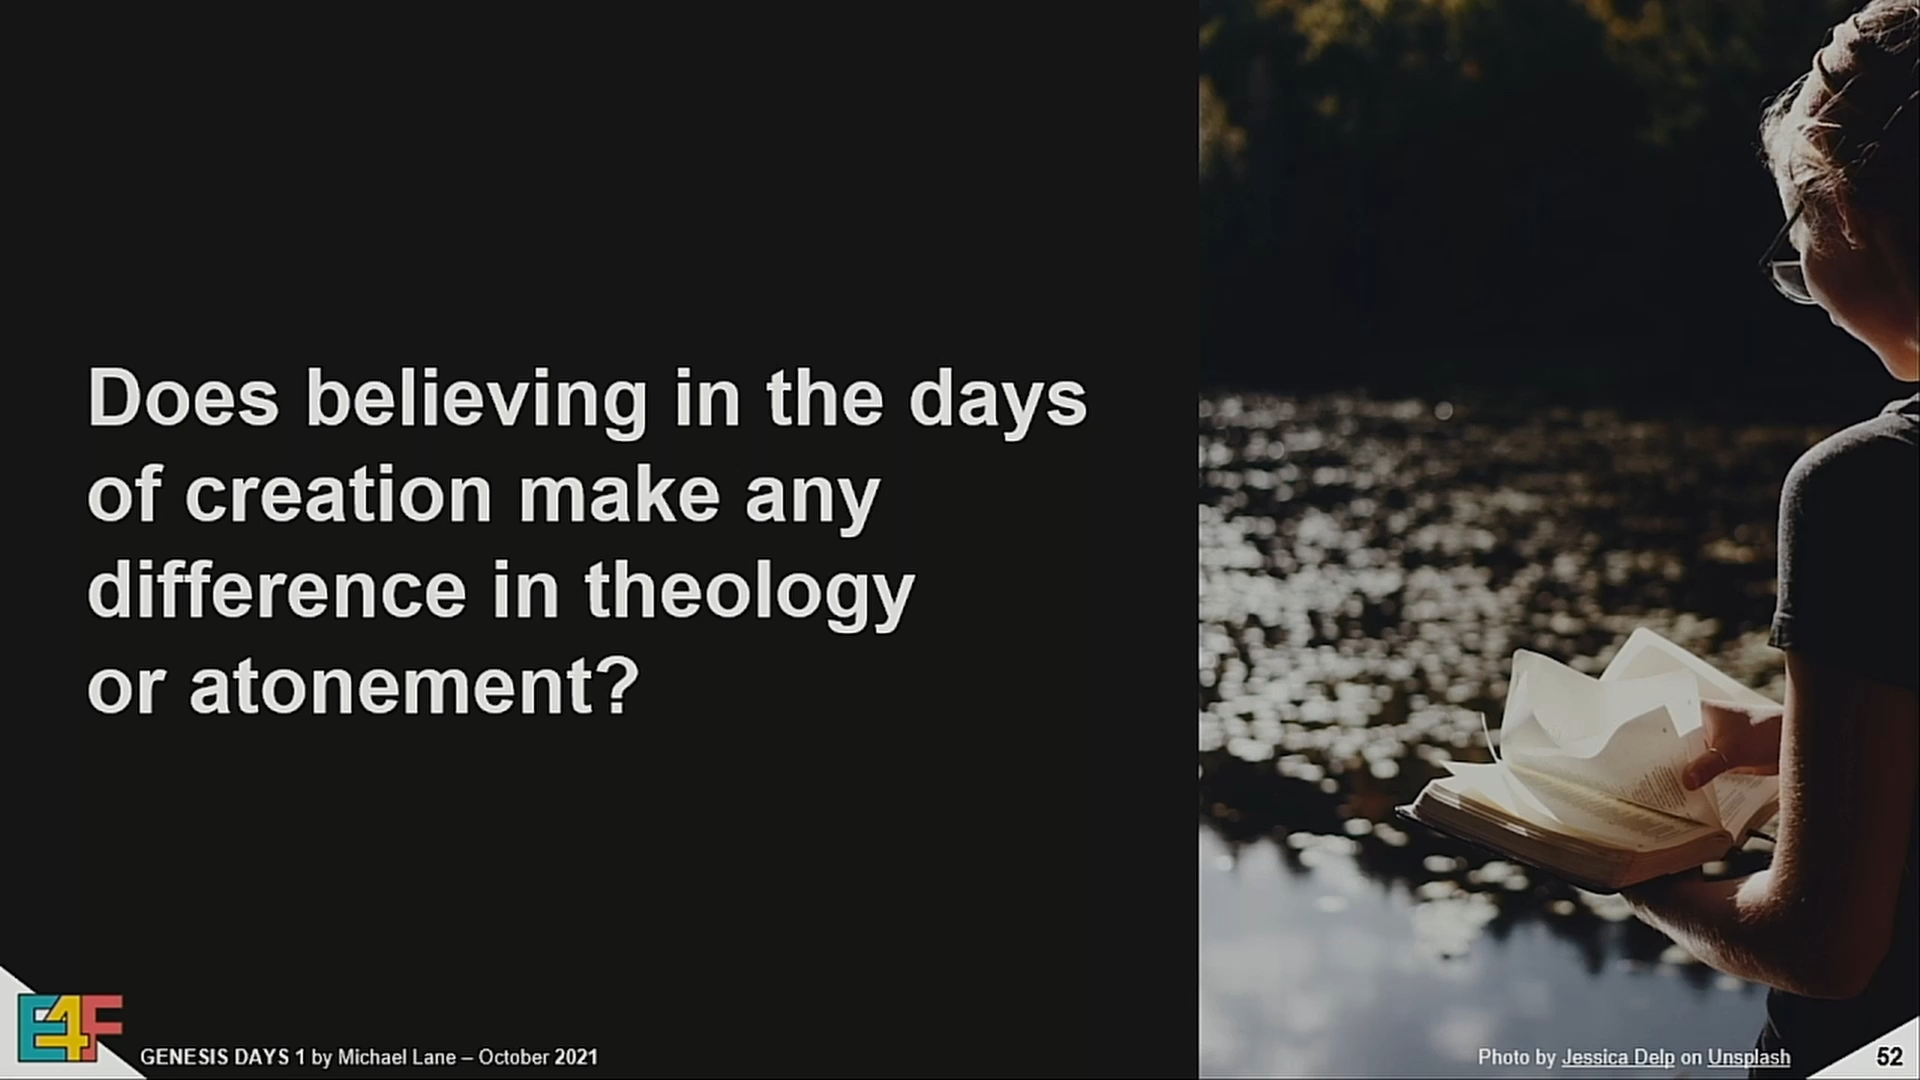 Does believing in the days
of creation make any
difference in theology
or atonement?
E4F
GENESIS DAYS 1 by Michael Lane – October 2021
Photo by Jessica Delp on Unsplash
52